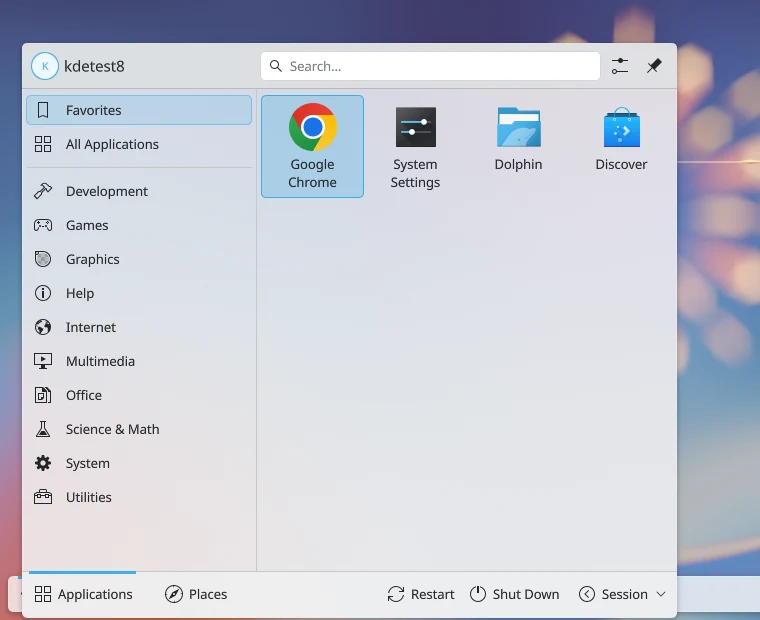 K kdetest8
Search...
Favorites
All Applications
Development
Games
Graphics
Help
Internet
Multimedia
Office
Science & Math
System
Utilities
Google
Chrome
System
Settings
Dolphin
Discover
Applications
Places
Restart
Shut Down
Session